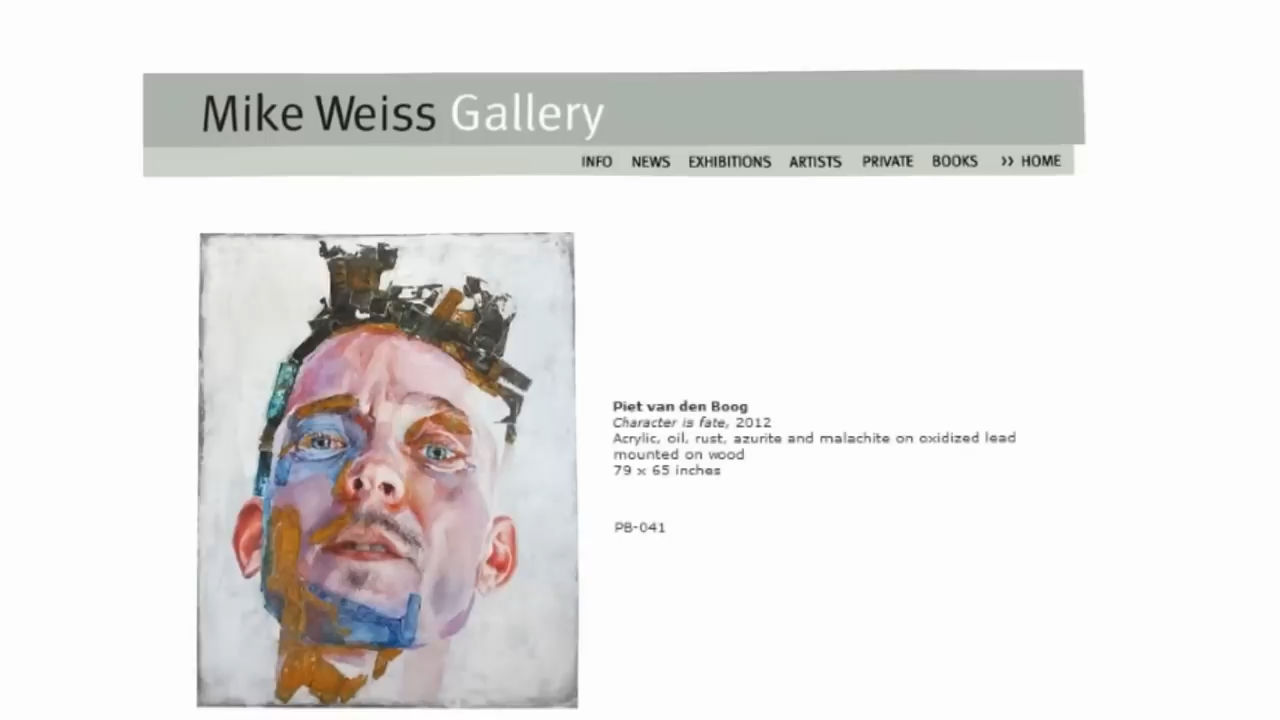 Mike Weiss Gallery
INFO NEWS EXHIBITIONS ARTISTS PRIVATE BOOKS >> HOME
Piet van den Boog
Character is fate, 2012
Acrylic, oil, rust, azurite and malachite on oxidized lead
mounted on wood
79 x 65 inches
PB-041